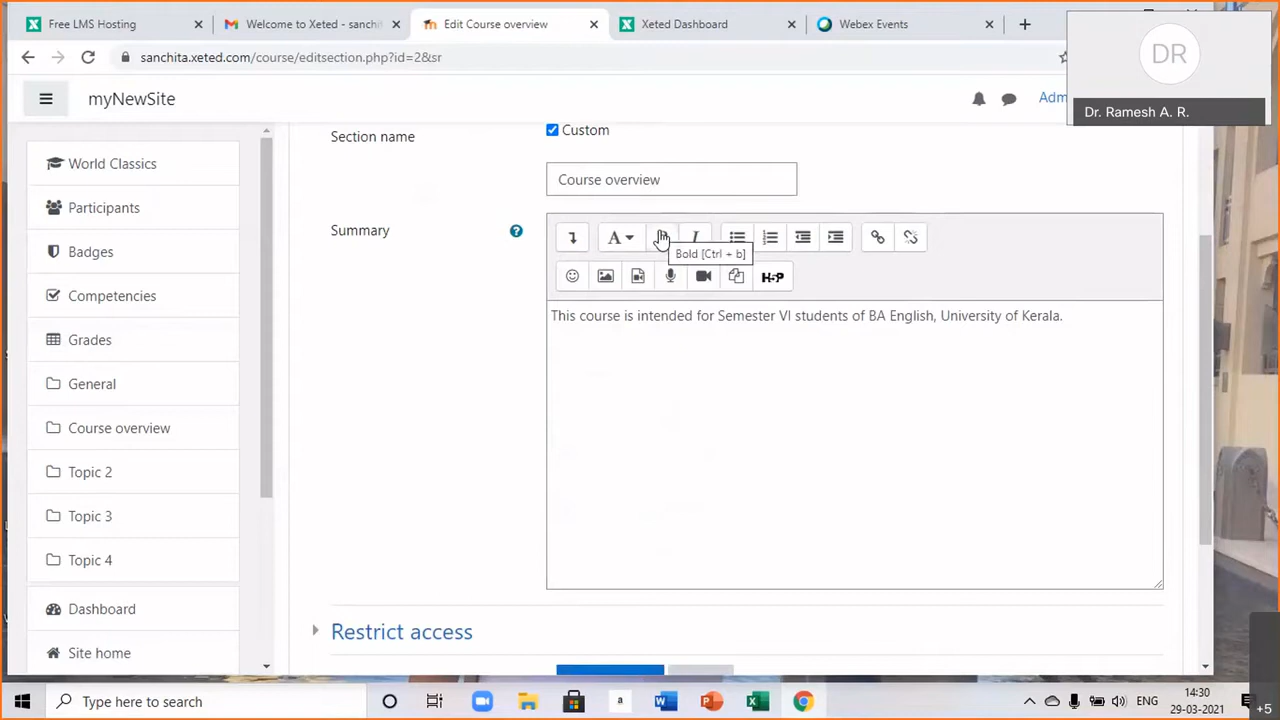 Free LMS Hosting
Welcome to Xeted - sanchit
Edit Course overview
Xeted Dashboard
Webex Events
sanchita.xeted.com/course/editsection.php?id=2&sr
DR
Dr. Ramesh A. R.
myNewSite
Adm
World Classics
Participants
Badges
Competencies
Grades
General
Course overview
Topic 2
Topic 3
Topic 4
Dashboard
Site home
Section name
Custom
Course overview
Summary
A
I
Bold [Ctrl + b]
H-P
This course is intended for Semester VI students of BA English, University of Kerala.
Restrict access
Type here to search
a
ENG
14:30
29-03-2021
+5